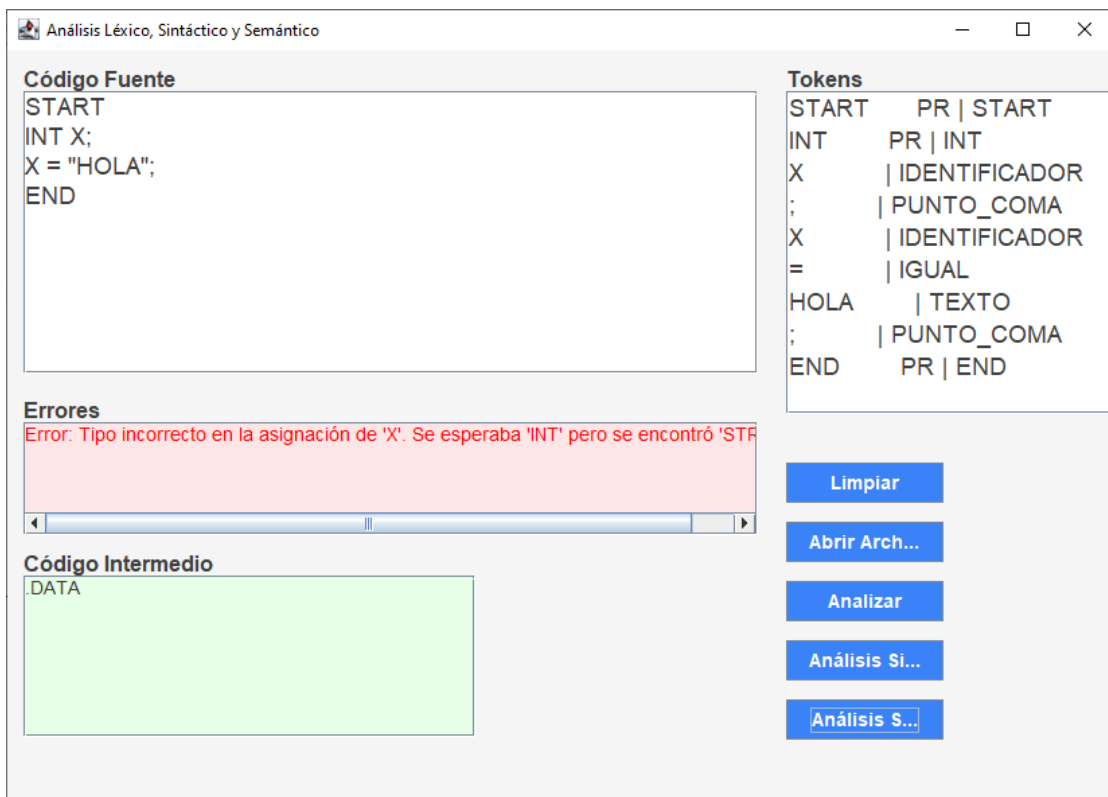 Análisis Léxico, Sintáctico y Semántico
Código Fuente
START
INT X;
X = "HOLA";
END
Tokens
START PR | START
INT PR | INT
X | IDENTIFICADOR
; | PUNTO_COMA
X | IDENTIFICADOR
= | IGUAL
HOLA | TEXTO
; | PUNTO_COMA
END PR | END
Errores
Error: Tipo incorrecto en la asignación de 'X'. Se esperaba 'INT' pero se encontró 'STR
Código Intermedio
.DATA
Limpiar
Abrir Arch...
Analizar
Análisis Si...
Análisis S...